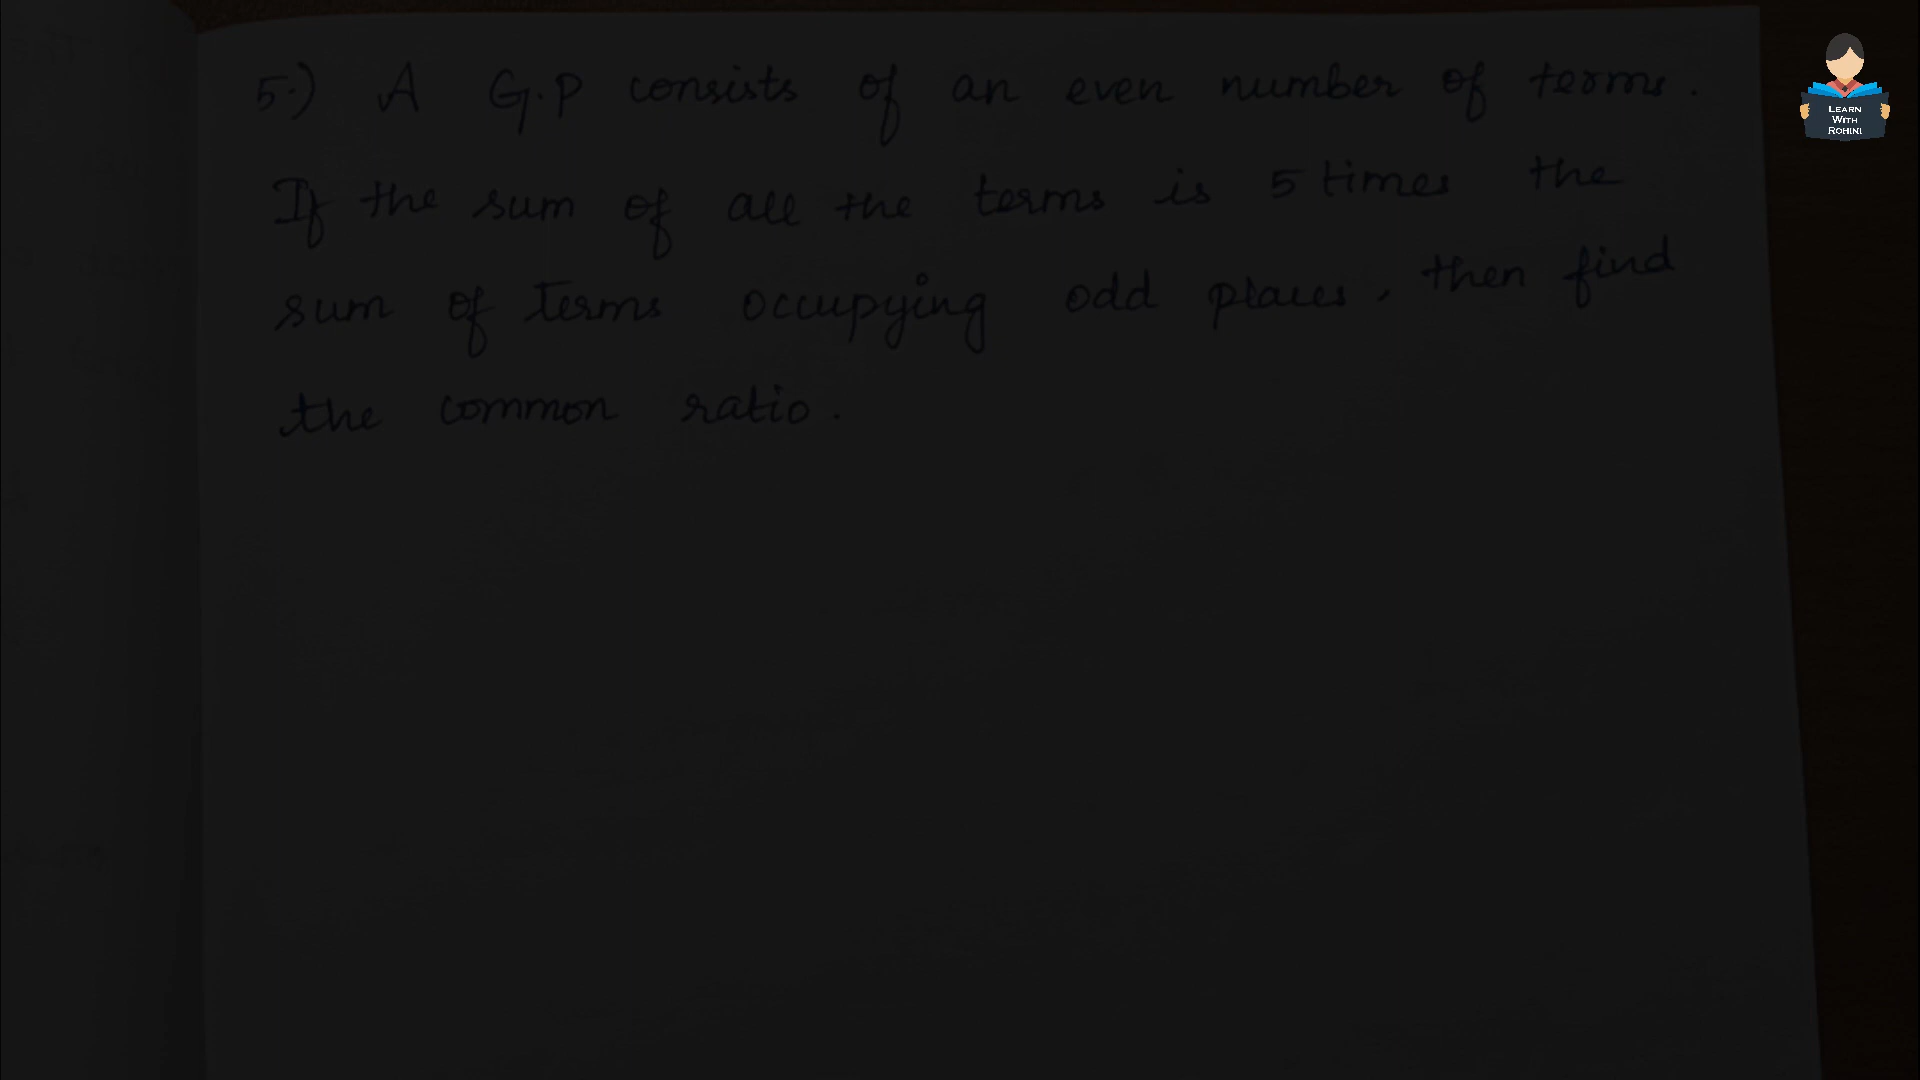 5.) A G.P consists of an even number of terms.
If the sum of all the terms is 5 times the
sum of terms occupying odd places, then find
the common ratio.
LEARN
WITH
ROHINI